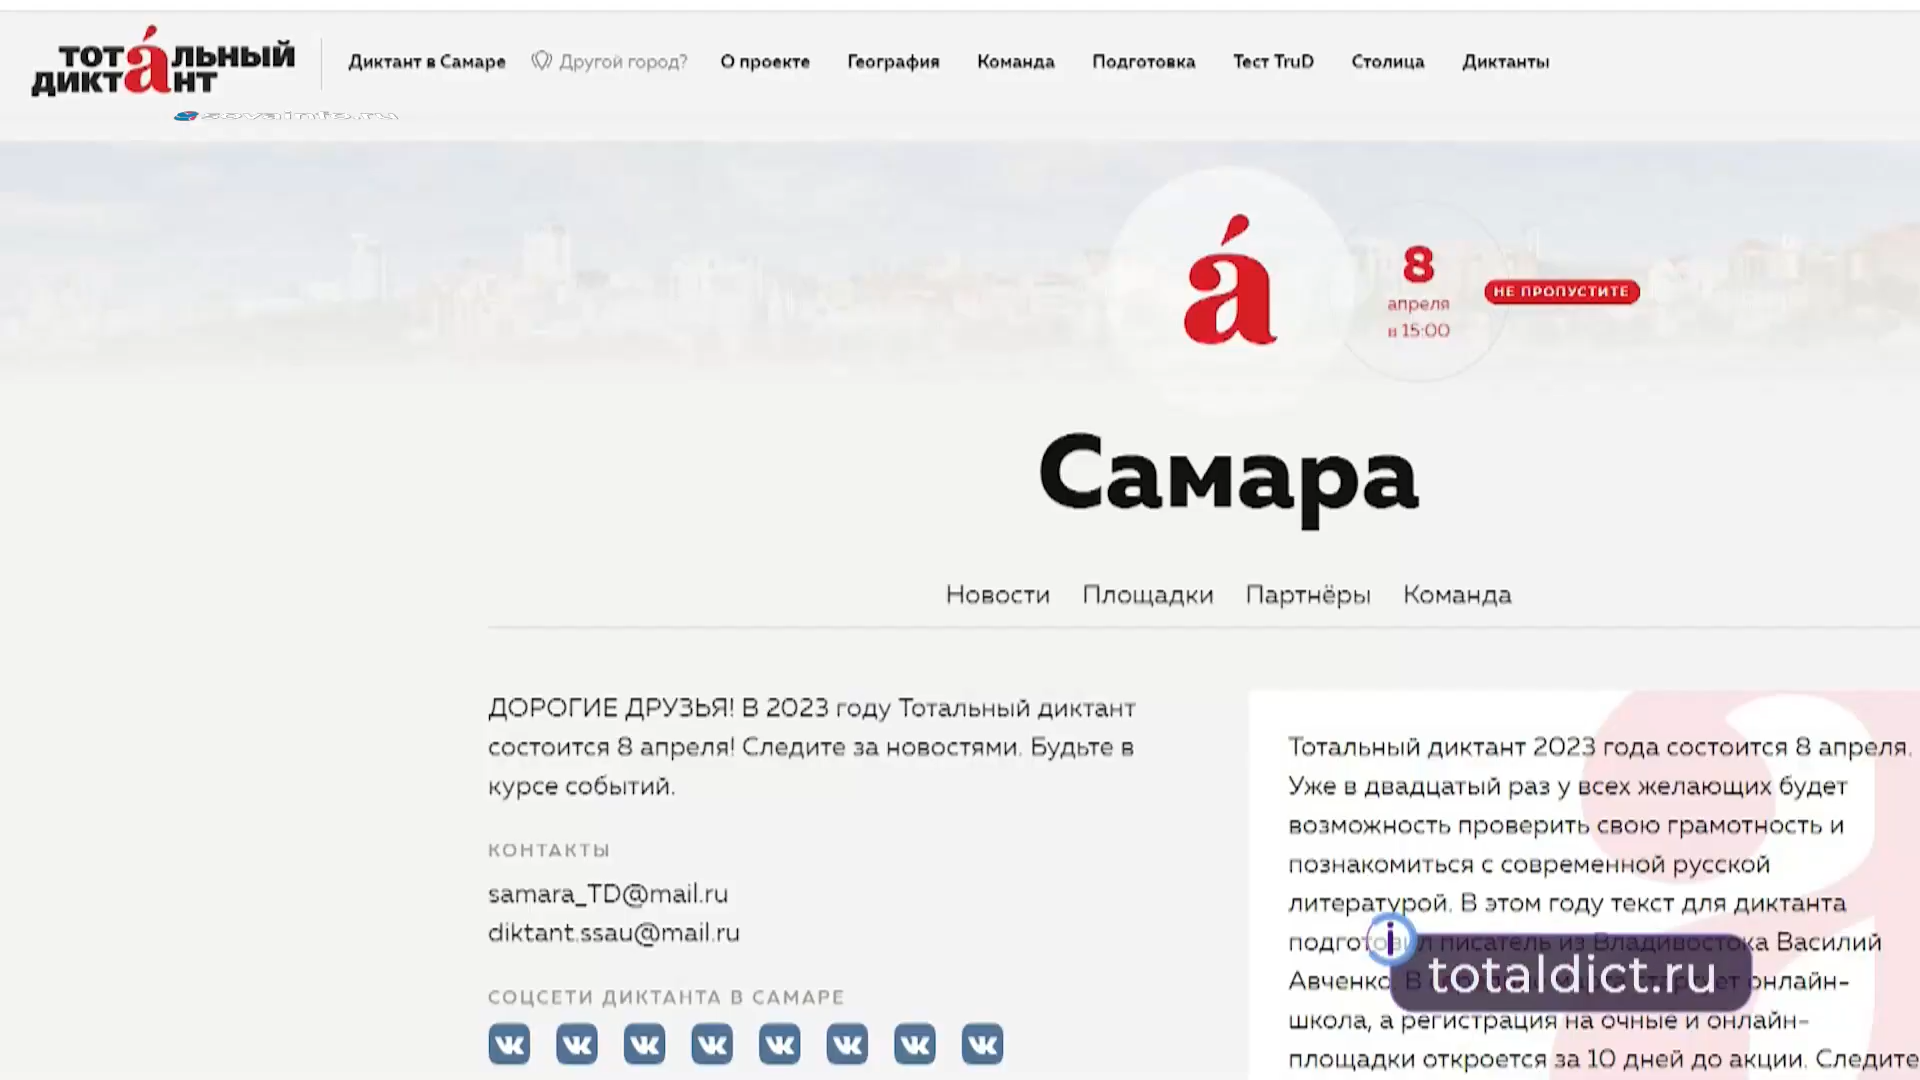 тотáльный
диктант
Диктант в Самаре
Другой город?
О проекте
География
Команда
Подготовка
Тест TruD
Столица
Диктанты
sovainfo.ru
á
8
апреля
в 15:00
НЕ ПРОПУСТИТЕ
Самара
Новости
Площадки
Партнёры
Команда
ДОРОГИЕ ДРУЗЬЯ! В 2023 году Тотальный диктант
состоится 8 апреля! Следите за новостями. Будьте в
курсе событий.
КОНТАКТЫ
samara_TD@mail.ru
diktant.ssau@mail.ru
СОЦСЕТИ ДИКТАНТА В САМАРЕ
Тотальный диктант 2023 года состоится 8 апреля.
Уже в двадцатый раз у всех желающих будет
возможность проверить свою грамотность и
познакомиться с современной русской
литературой. В этом году текст для диктанта
подготовил писатель из Владивостока Василий
Авченко. В стартует онлайн-
школа, а регистрация на очные и онлайн-
площадки откроется за 10 дней до акции. Следите
totaldict.ru